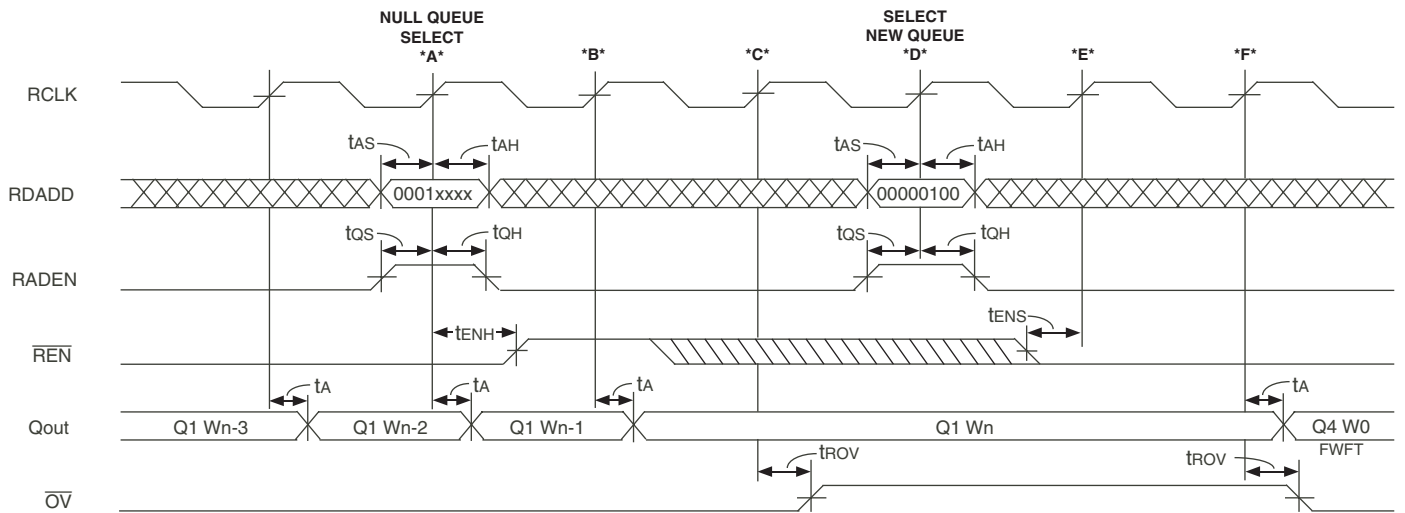 NULL QUEUE
SELECT
*A*
*B*
*C*
SELECT
NEW QUEUE
*D*
*E*
*F*
RCLK
tAS
tAH
tAS
tAH
RDADD
0001xxxx
00000100
tQS
tQH
tQS
tQH
RADEN
tENH
tENS
REN
tA
tA
tA
tA
Qout
Q1 Wn-3
Q1 Wn-2
Q1 Wn-1
Q1 Wn
Q4 W0
FWFT
tROV
tROV
OV